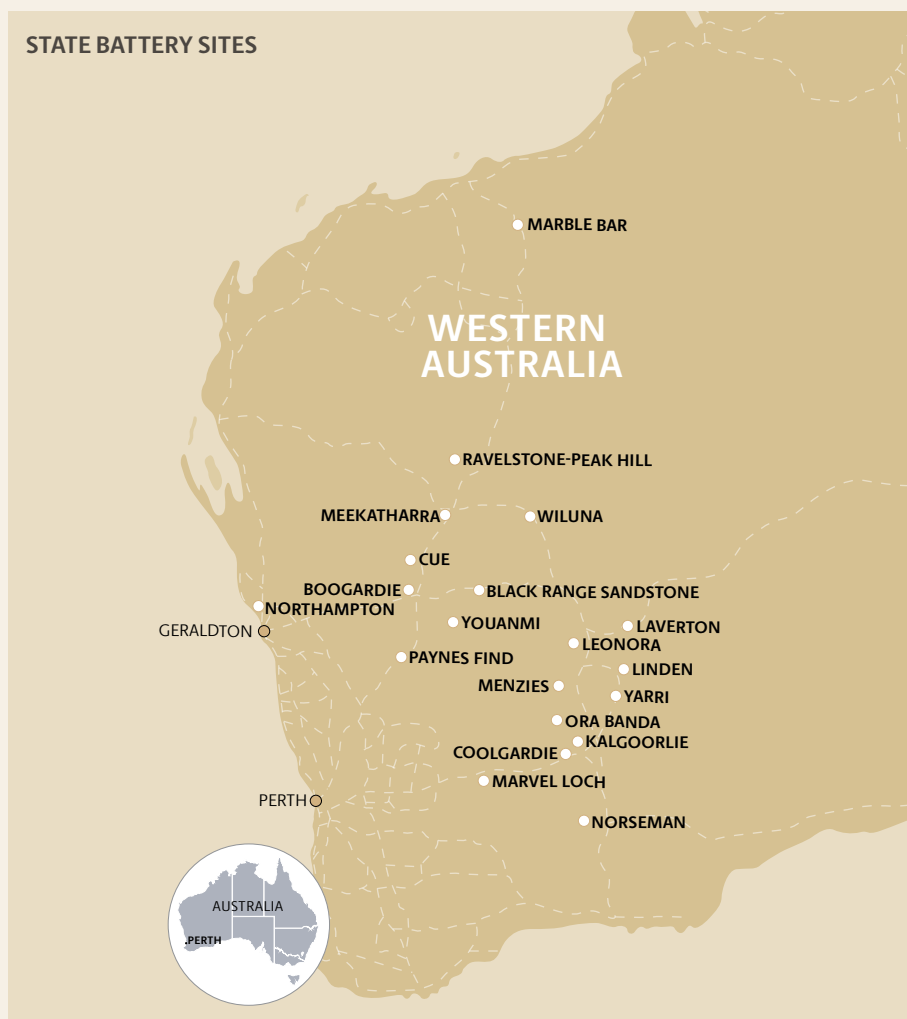 STATE BATTERY SITES
MARBLE BAR
WESTERN
AUSTRALIA
RAVELSTONE-PEAK HILL
MEEKATHARRA
WILUNA
CUE
BOOGARDIE
BLACK RANGE SANDSTONE
NORTHAMPTON
YOUANMI
LAVERTON
GERALDTON
LEONORA
PAYNES FIND
LINDEN
MENZIES
YARRI
ORA BANDA
KALGOORLIE
COOLGARDIE
MARVEL LOCH
PERTH
NORSEMAN
AUSTRALIA
.PERTH